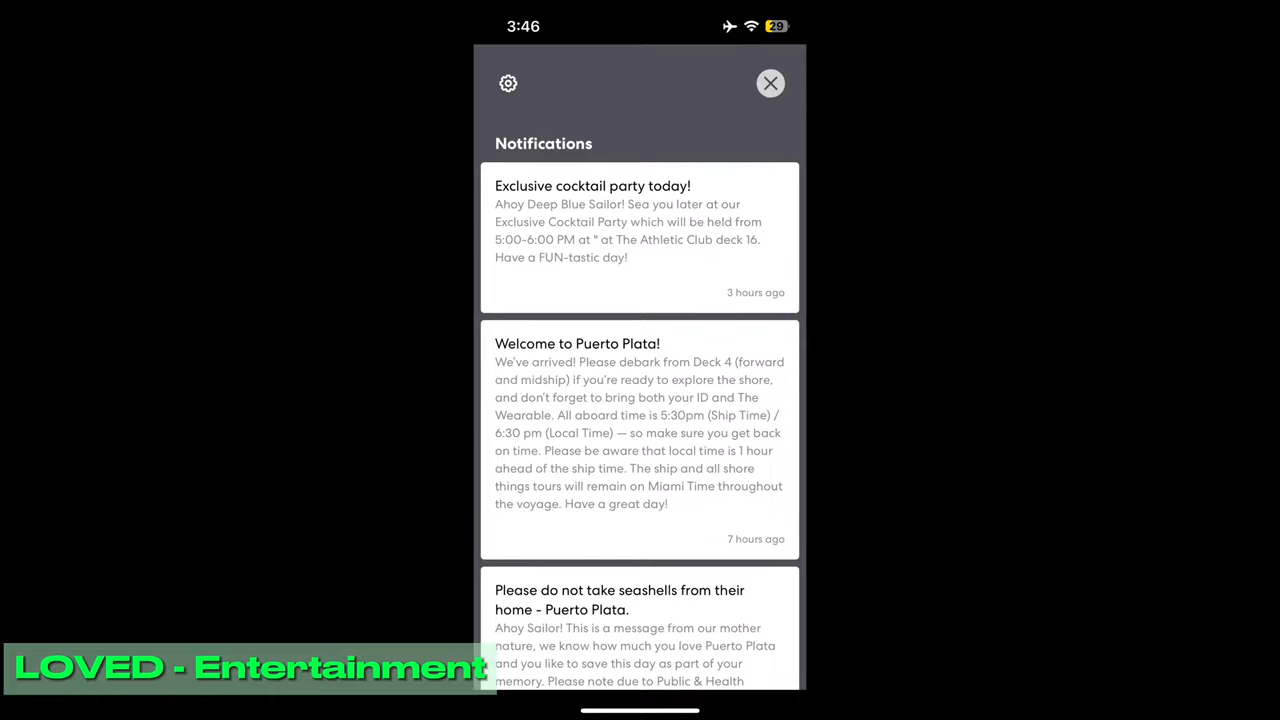 3:46
29
Notifications
Exclusive cocktail party today!
Ahoy Deep Blue Sailor! Sea you later at our
Exclusive Cocktail Party which will be held from
5:00-6:00 PM at " at The Athletic Club deck 16.
Have a FUN-tastic day!
3 hours ago
Welcome to Puerto Plata!
We've arrived! Please debark from Deck 4 (forward
and midship) if you're ready to explore the shore,
and don't forget to bring both your ID and The
Wearable. All aboard time is 5:30pm (Ship Time) /
6:30 pm (Local Time) — so make sure you get back
on time. Please be aware that local time is 1 hour
ahead of the ship time. The ship and all shore
things tours will remain on Miami Time throughout
the voyage. Have a great day!
7 hours ago
Please do not take seashells from their
home - Puerto Plata.
Ahoy Sailor! This is a message from our mother
nature, we know how much you love Puerto Plata
and you like to save this day as part of your
memory. Please note due to Public & Health
LOVED - Entertainment